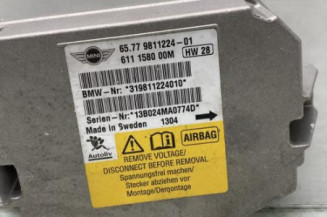 MINI
65.77 9811224-01
611 1580 00M
HW 28
BMW-Nr: *319811224010*
Serien-Nr: *13B024MA0774D*
Made in Sweden 1304
Autoliv
AIRBAG
REMOVE VOLTAGE/
DISCONNECT BEFORE REMOVAL
Spannungsfrei machen/
Stecker abziehen vor
Montage/Demontage